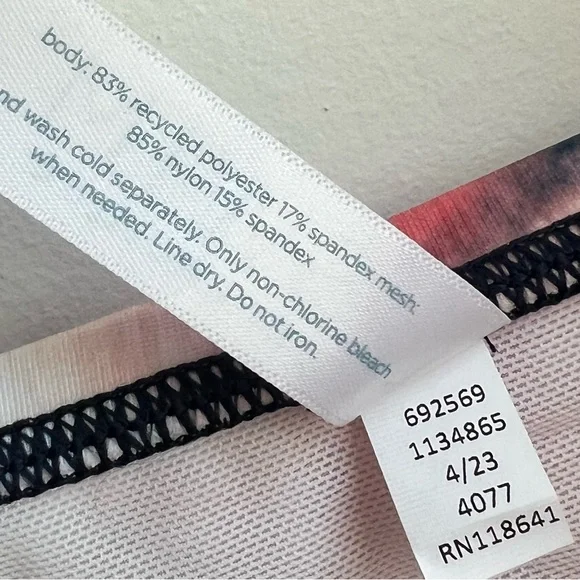 body: 83% recycled polyester 17% spandex mesh:
85% nylon 15% spandex
nd wash cold separately. Only non-chlorine bleach
when needed. Line dry. Do not iron.
692569
1134865
4/23
4077
RN118641